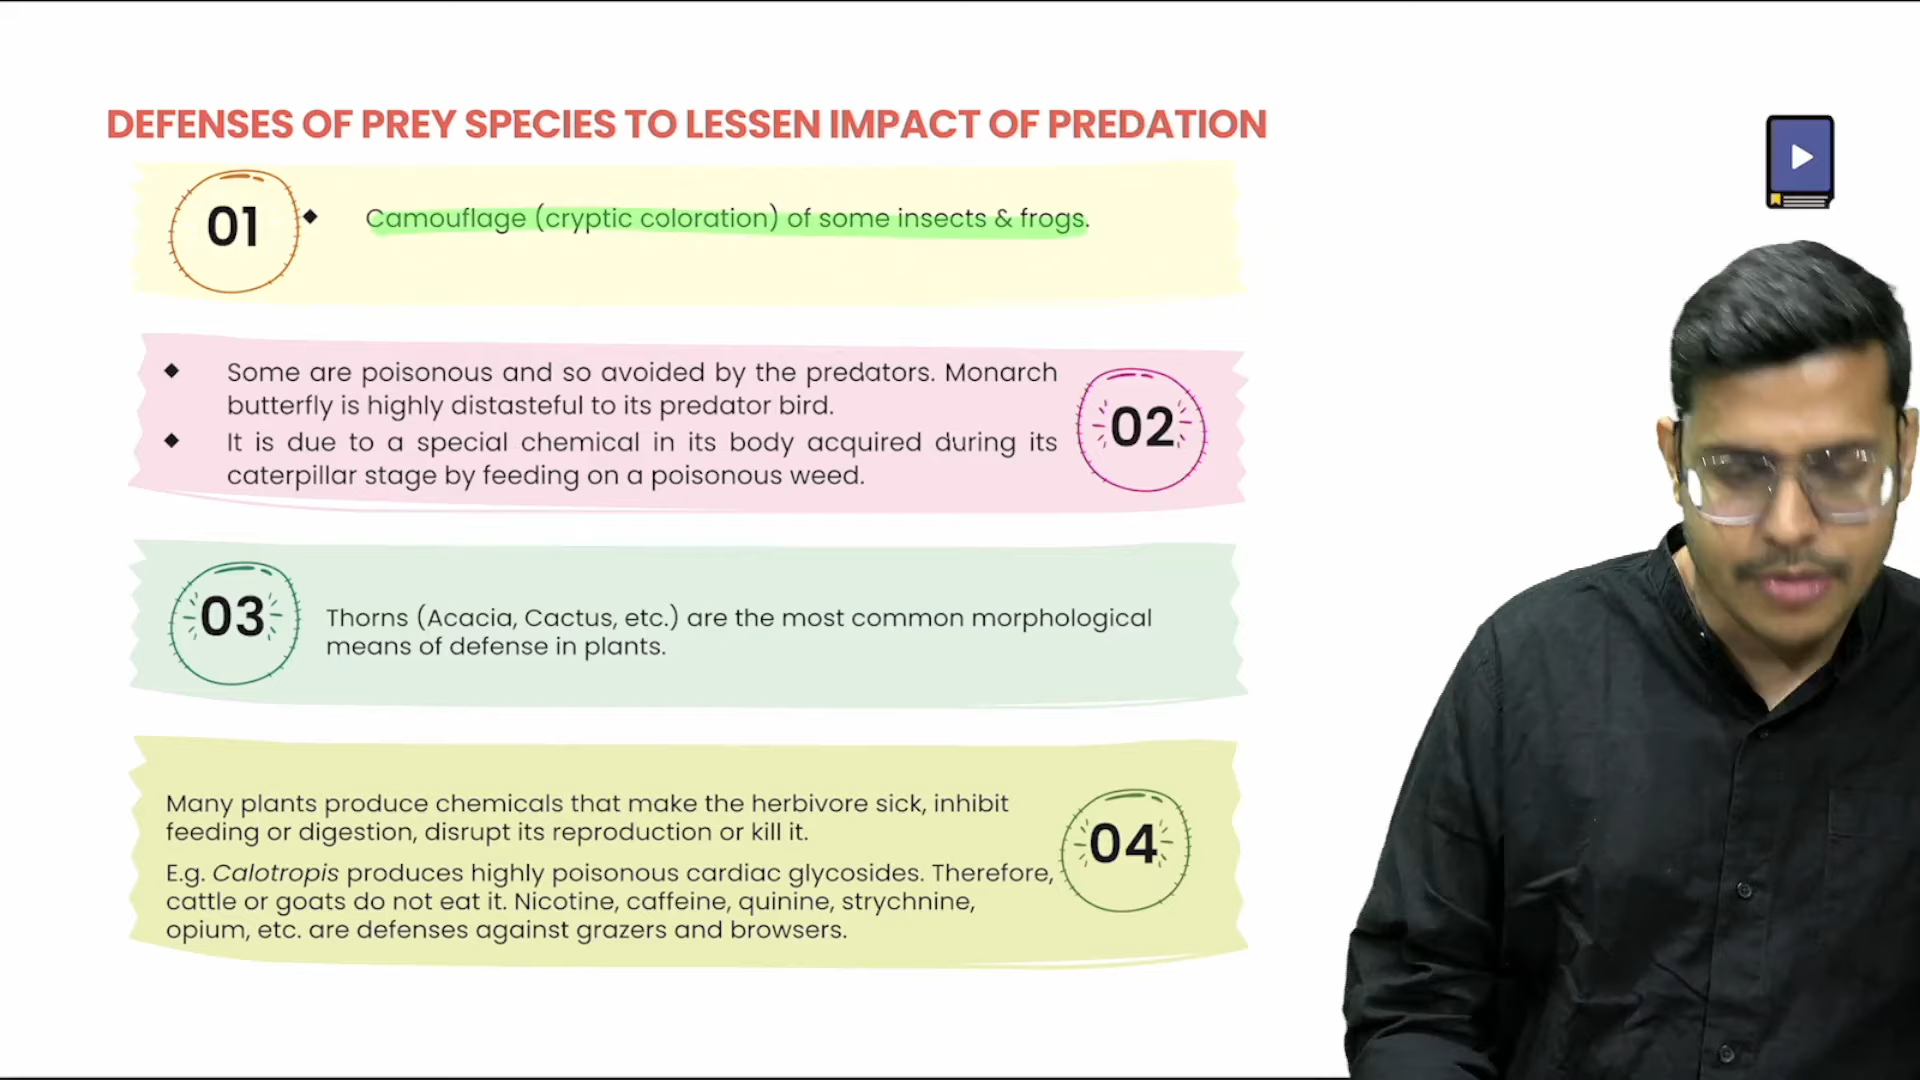 DEFENSES OF PREY SPECIES TO LESSEN IMPACT OF PREDATION
01
◆ Camouflage (cryptic coloration) of some insects & frogs.
◆ Some are poisonous and so avoided by the predators. Monarch
butterfly is highly distasteful to its predator bird.
◆ It is due to a special chemical in its body acquired during its
caterpillar stage by feeding on a poisonous weed.
02
03
Thorns (Acacia, Cactus, etc.) are the most common morphological
means of defense in plants.
Many plants produce chemicals that make the herbivore sick, inhibit
feeding or digestion, disrupt its reproduction or kill it.
E.g. Calotropis produces highly poisonous cardiac glycosides. Therefore,
cattle or goats do not eat it. Nicotine, caffeine, quinine, strychnine,
opium, etc. are defenses against grazers and browsers.
04